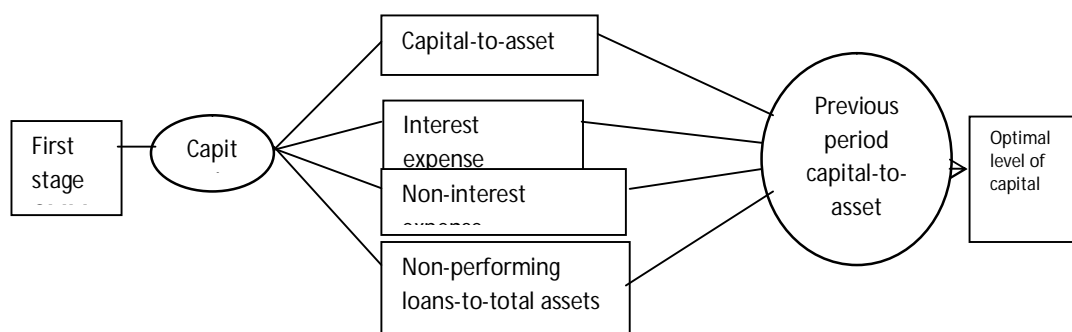 First
stage
Capit
Capital-to-asset
Interest
expense
Non-interest
Non-performing
loans-to-total assets
Previous
period
capital-to-
asset
Optimal
level of
capital